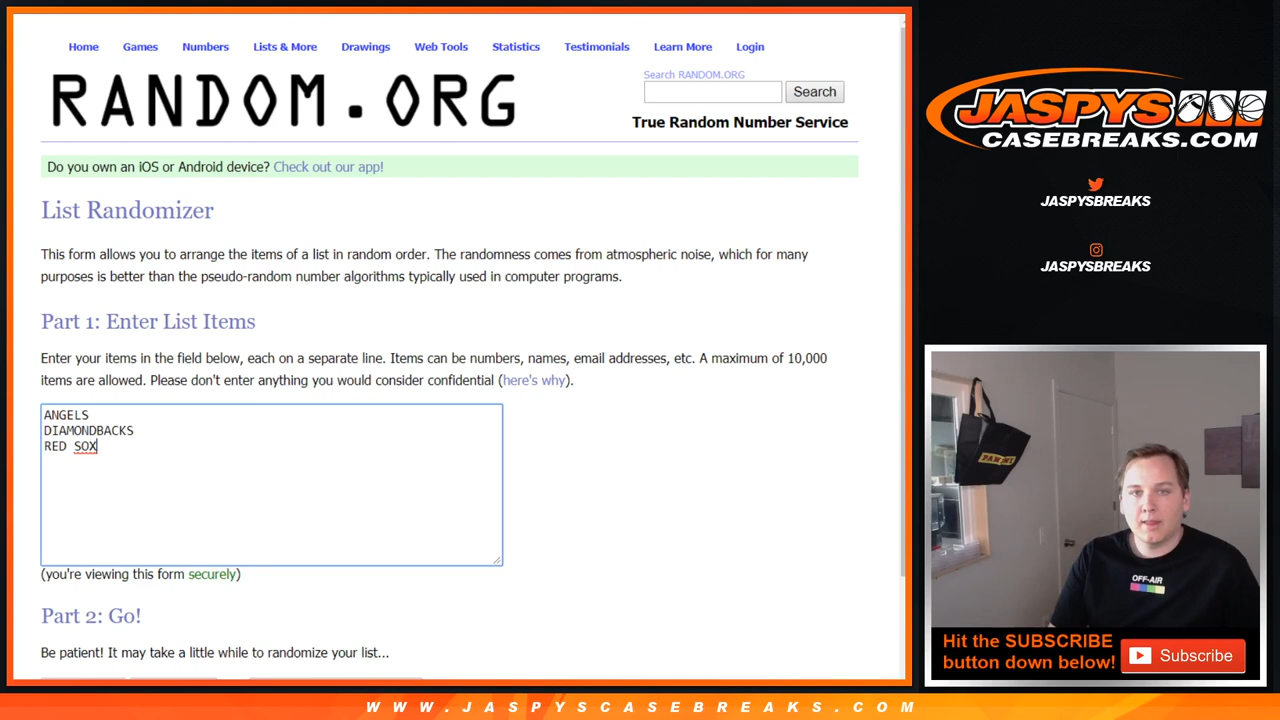 Home Games Numbers Lists & More Drawings Web Tools Statistics Testimonials Learn More Login
RANDOM.ORG
Search RANDOM.ORG
Search
True Random Number Service
Do you own an iOS or Android device? Check out our app!
List Randomizer
This form allows you to arrange the items of a list in random order. The randomness comes from atmospheric noise, which for many
purposes is better than the pseudo-random number algorithms typically used in computer programs.
Part 1: Enter List Items
Enter your items in the field below, each on a separate line. Items can be numbers, names, email addresses, etc. A maximum of 10,000
items are allowed. Please don't enter anything you would consider confidential (here's why).
ANGELS
DIAMONDBACKS
RED SOX
(you're viewing this form securely)
Part 2: Go!
Be patient! It may take a little while to randomize your list...
JASPYS
CASEBREAKS.COM
JASPYSBREAKS
JASPYSBREAKS
PANINI
OFF-AIR
Hit the SUBSCRIBE
button down below!
Subscribe
WWW.JASPYSCASEBREAKS.COM